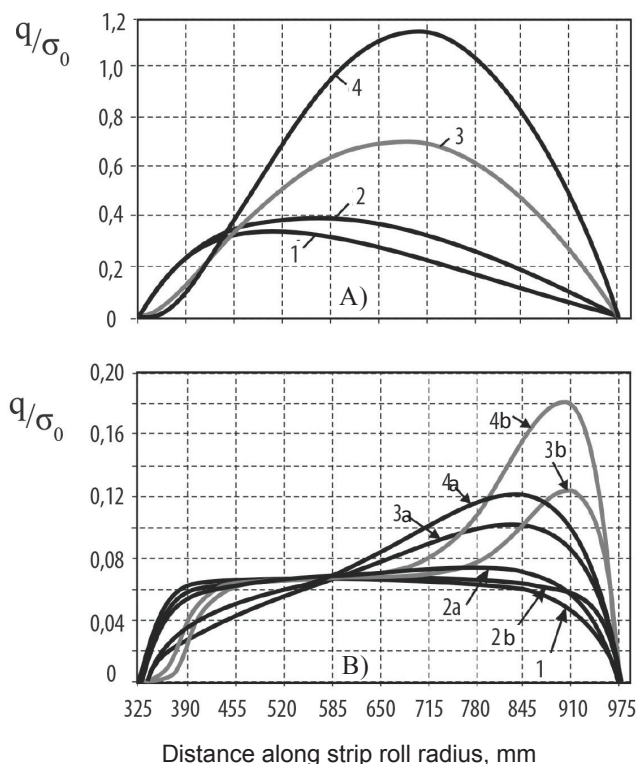 q/σ₀
1,2
1,0
0,8
0,6
0,4
0,2
0
4
3
2
1
A)
q/σ₀
0,20
0,16
0,12
0,08
0,04
0
4b
3b
4a
3a
2a
2b
1
B)
325 390 455 520 585 650 715 780 845 910 975
Distance along strip roll radius, mm